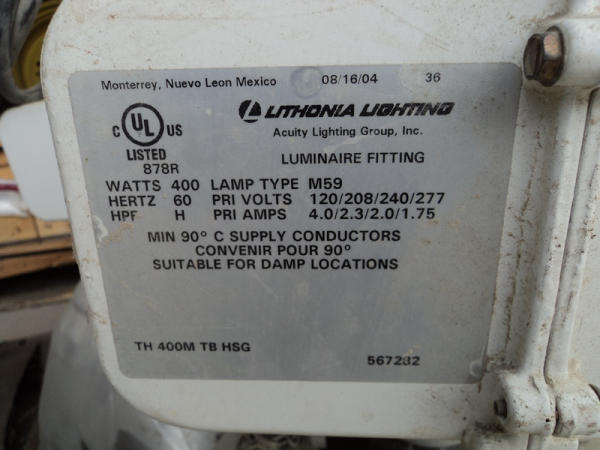 Monterrey, Nuevo Leon Mexico 08/16/04 36
C UL US LITHONIA LIGHTING
Acuity Lighting Group, Inc.
LISTED
878R LUMINAIRE FITTING
WATTS 400 LAMP TYPE M59
HERTZ 60 PRI VOLTS 120/208/240/277
HPF H PRI AMPS 4.0/2.3/2.0/1.75
MIN 90° C SUPPLY CONDUCTORS
CONVENIR POUR 90°
SUITABLE FOR DAMP LOCATIONS
TH 400M TB HSG
567282